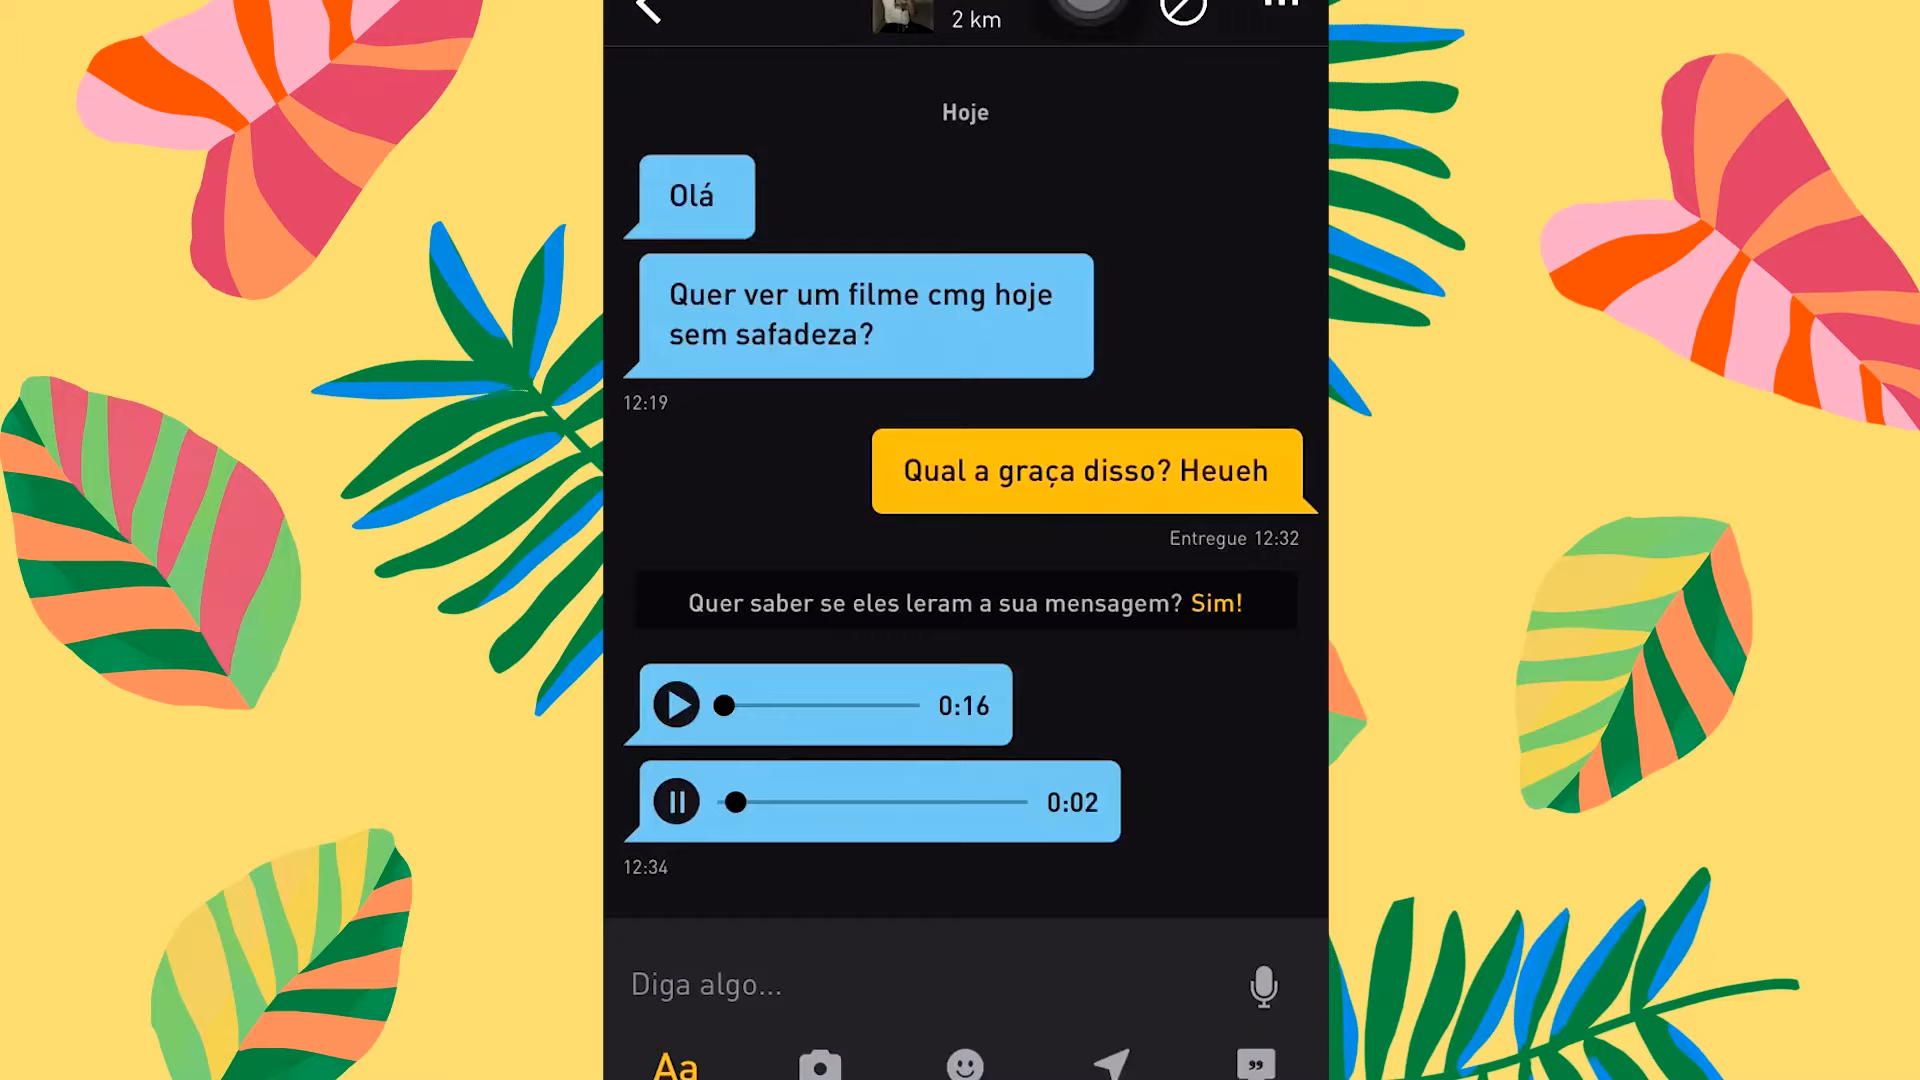 2 km
Hoje
Olá
Quer ver um filme cmg hoje
sem safadeza?
12:19
Qual a graça disso? Heueh
Entregue 12:32
Quer saber se eles leram a sua mensagem? Sim!
0:16
0:02
12:34
Diga algo...
Aa